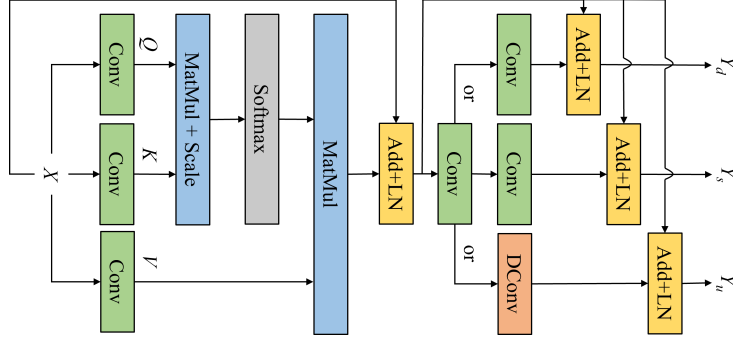 X
Conv
Conv
Conv
Q
K
V
MatMul + Scale
Softmax
MatMul
Add+LN
Conv
or
or
Conv
Conv
DConv
Add+LN
Add+LN
Add+LN
Y_d
Y_s
Y_u